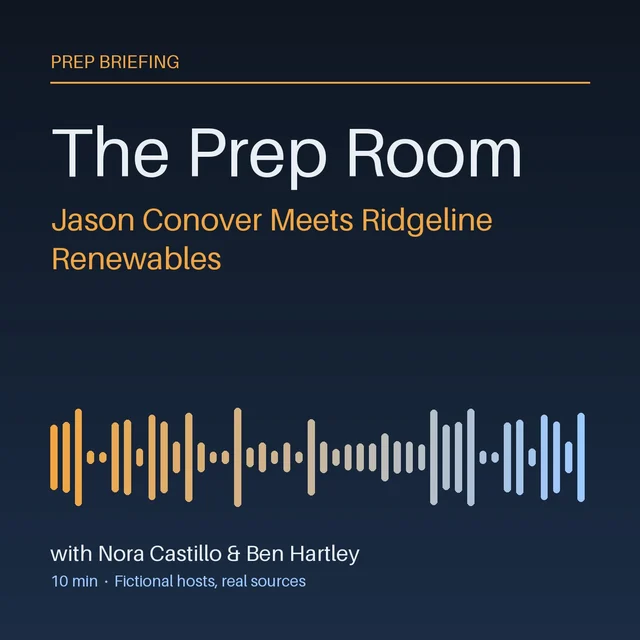 PREP BRIEFING
The Prep Room
Jason Conover Meets Ridgeline
Renewables
with Nora Castillo & Ben Hartley
10 min · Fictional hosts, real sources